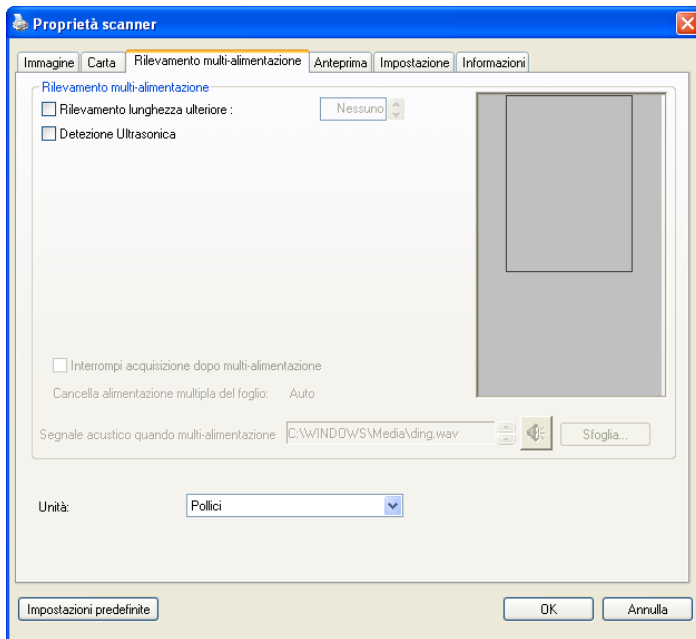 Proprietà scanner
Immagine Carta Rilevamento multi-alimentazione Anteprima Impostazione Informazioni
Rilevamento multi-alimentazione
Rilevamento lunghezza ulteriore : Nessuno
Detezione Ultrasonica
Interrompi acquisizione dopo multi-alimentazione
Cancella alimentazione multipla del foglio: Auto
Segnale acustico quando multi-alimentazione C:\WINDOWS\Media\ding.wav Sfoglia...
Unità: Pollici
Impostazioni predefinite OK Annulla